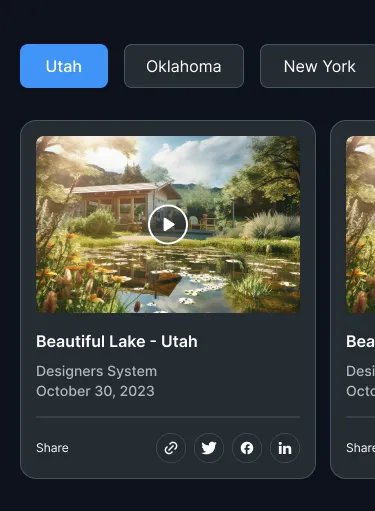 Utah
Oklahoma
New York
Beautiful Lake - Utah
Designers System
October 30, 2023
Share
Bea
Desi
Octo
Share